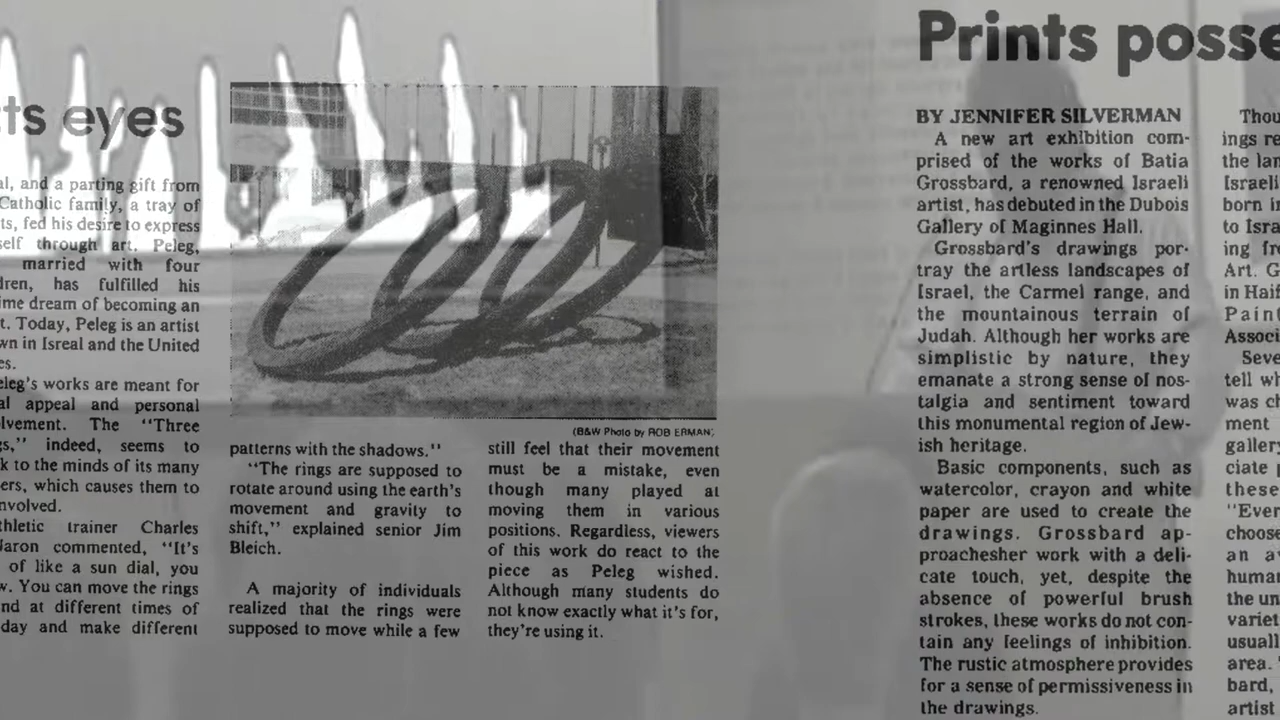 ts eyes
al, and a parting gift from
Catholic family, a tray of
ts, fed his desire to express
self through art. Peleg,
married with four
dren, has fulfilled his
ime dream of becoming an
t. Today, Peleg is an artist
wn in Isreal and the United
es.
eleg's works are meant for
al appeal and personal
lvement. The "Three
gs," indeed, seems to
k to the minds of its many
ers, which causes them to
nvolved.
thletic trainer Charles
Jaron commented, "It's
of like a sun dial, you
w. You can move the rings
nd at different times of
day and make different
(B&W Photo by ROB ERMAN)
patterns with the shadows."
"The rings are supposed to
rotate around using the earth's
movement and gravity to
shift," explained senior Jim
Bleich.
A majority of individuals
realized that the rings were
supposed to move while a few
still feel that their movement
must be a mistake, even
though many played at
moving them in various
positions. Regardless, viewers
of this work do react to the
piece as Peleg wished.
Although many students do
not know exactly what it's for,
they're using it.
Prints posse
BY JENNIFER SILVERMAN
A new art exhibition com-
prised of the works of Batia
Grossbard, a renowned Israeli
artist, has debuted in the Dubois
Gallery of Maginnes Hall.
Grossbard's drawings por-
tray the artless landscapes of
Israel, the Carmel range, and
the mountainous terrain of
Judah. Although her works are
simplistic by nature, they
emanate a strong sense of nos-
talgia and sentiment toward
this monumental region of Jew-
ish heritage.
Basic components, such as
watercolor, crayon and white
paper are used to create the
drawings. Grossbard ap-
proachesher work with a deli-
cate touch, yet, despite the
absence of powerful brush
strokes, these works do not con-
tain any feelings of inhibition.
The rustic atmosphere provides
for a sense of permissiveness in
the drawings.
Thou
ings re
the lan
Israeli
born in
to Isra
ing fro
Art. G
in Haif
Paint
Associ
Seve
tell wh
was ch
ment
gallery
ciate
these
"Ever
choose
an av
human
the un
variet
usuall
area.
bard,
artist